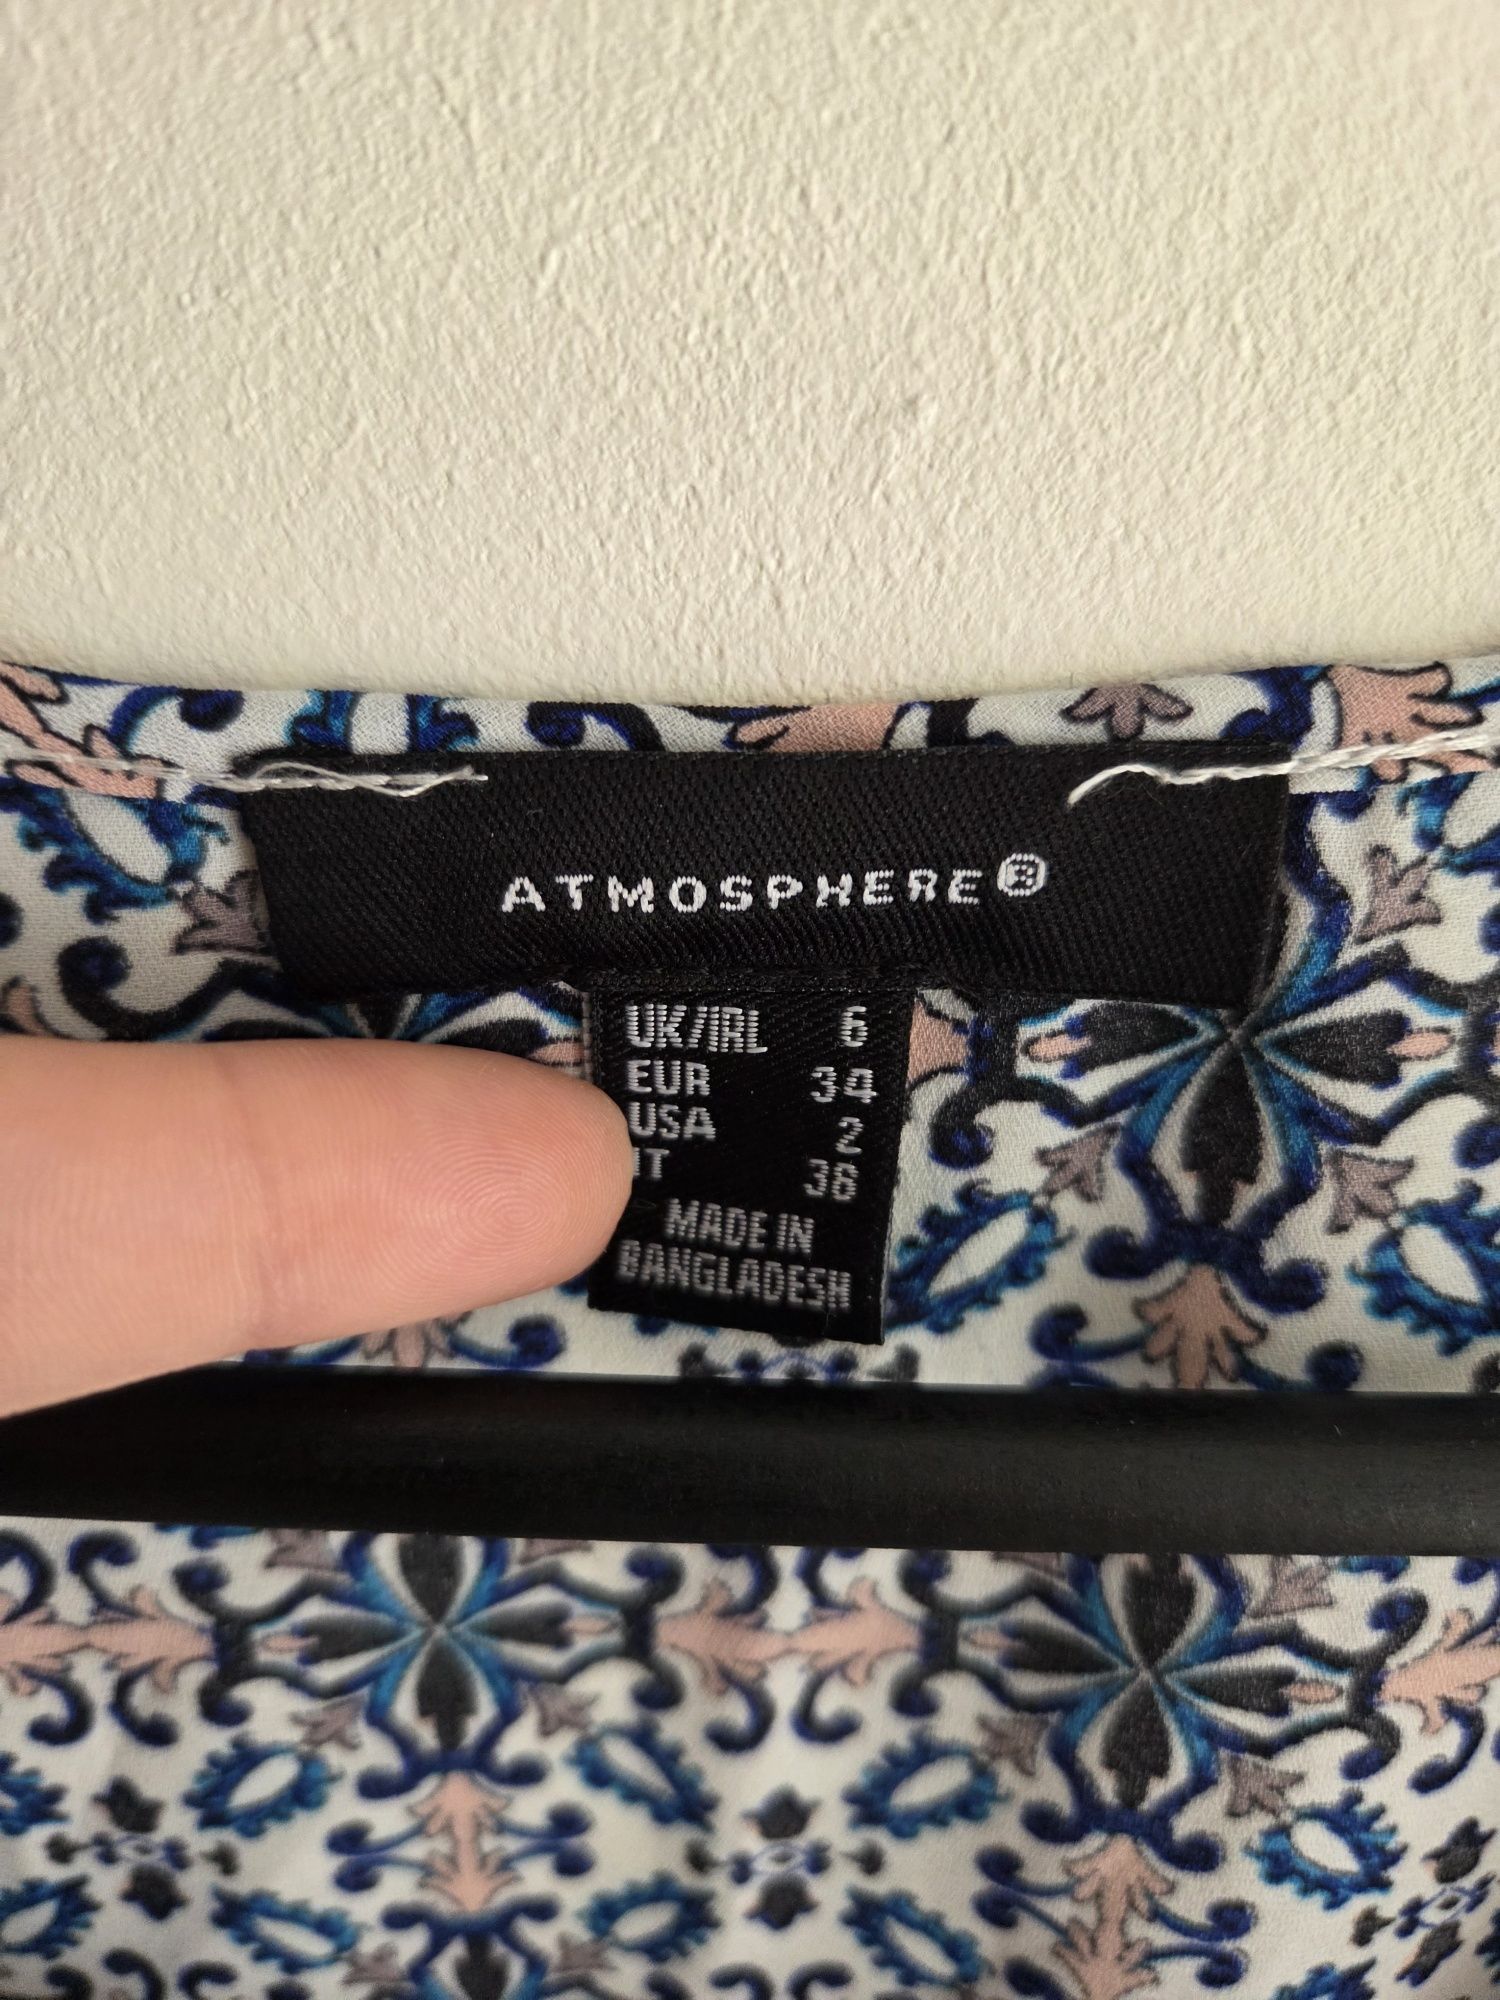 ATMOSPHERE®
UK/IRL 6
EUR 34
USA 2
IT 38
MADE IN
BANGLADESH